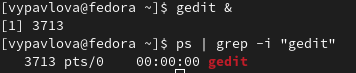 [vypavlova@fedora ~]$ gedit &
[1] 3713
[vypavlova@fedora ~]$ ps | grep -i "gedit"
3713 pts/0    00:00:00 gedit